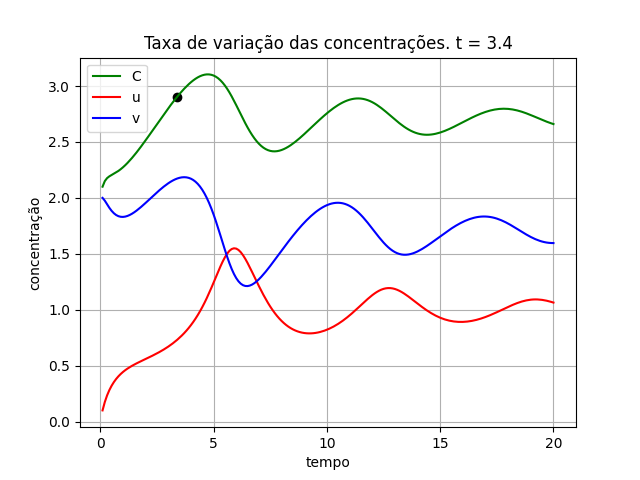 Taxa de variação das concentrações. t = 3.4
C
u
v
3.0
2.5
2.0
1.5
1.0
0.5
0.0
concentração
0 5 10 15 20
tempo